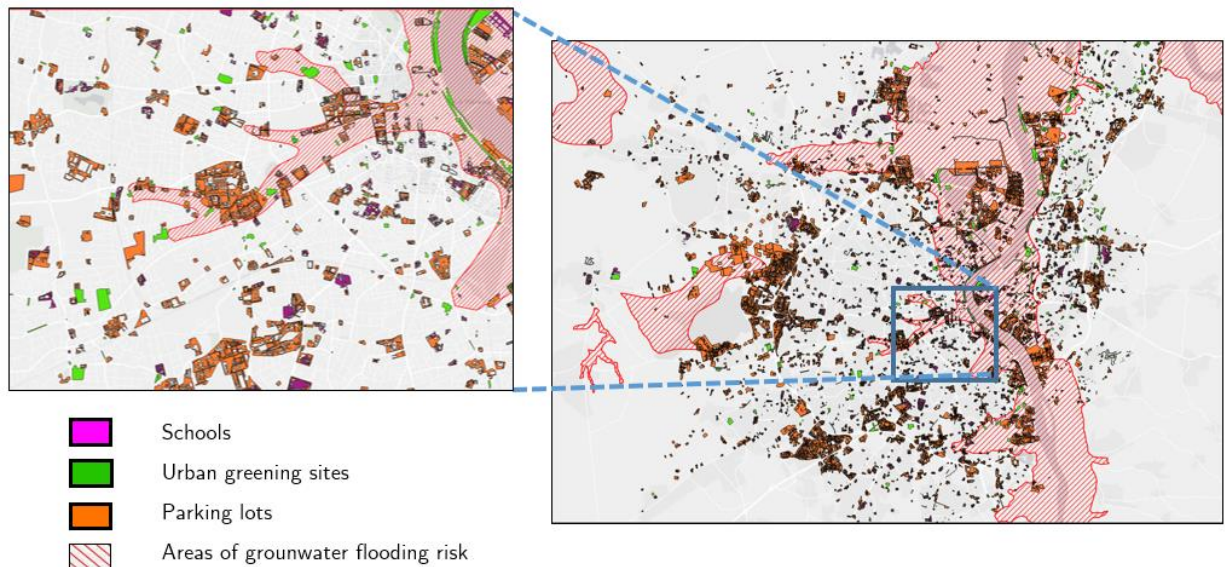 Schools
Urban greening sites
Parking lots
Areas of grounwater flooding risk